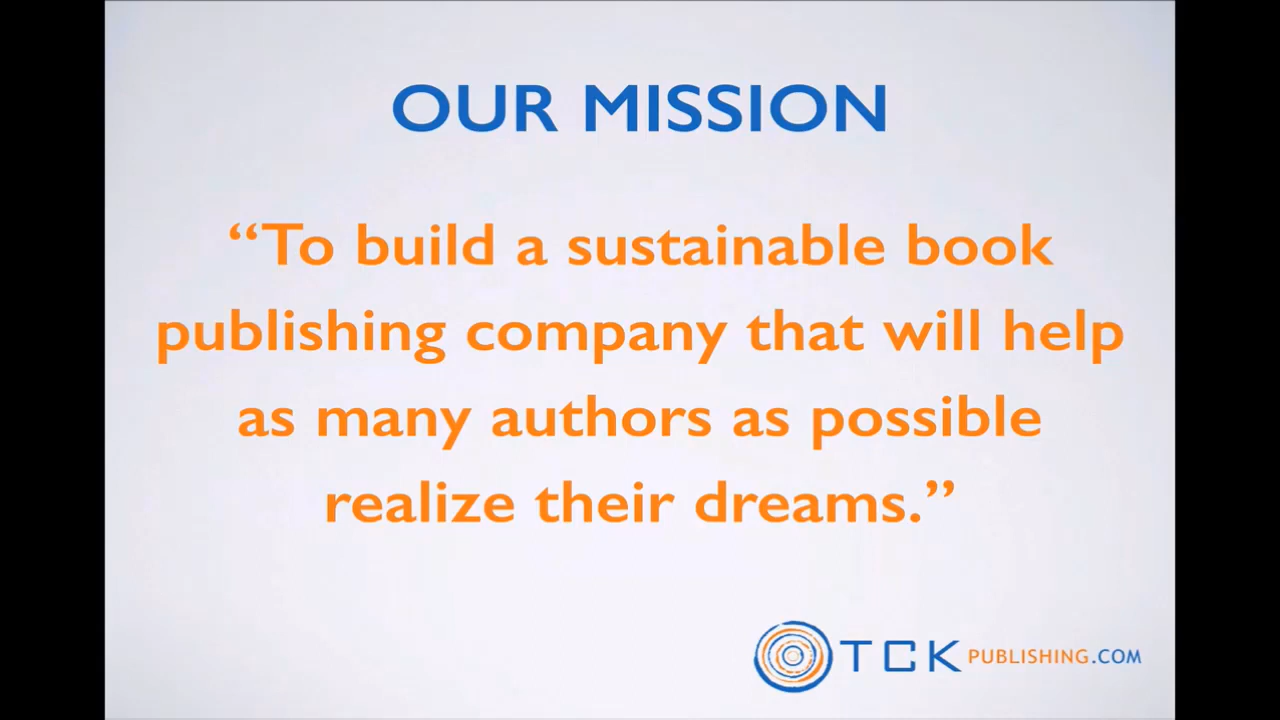 OUR MISSION
“To build a sustainable book
publishing company that will help
as many authors as possible
realize their dreams.”
TCK PUBLISHING.COM